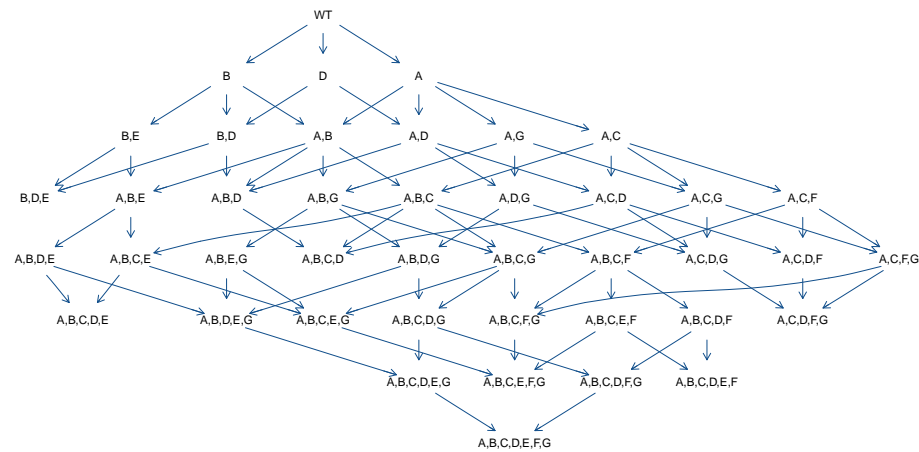 WT
B D A
B,E B,D A,B A,D A,G A,C
B,D,E A,B,E A,B,D A,B,G A,B,C A,D,G A,C,D A,C,G A,C,F
A,B,D,E A,B,C,E A,B,E,G A,B,C,D A,B,D,G A,B,C,G A,B,C,F A,C,D,G A,C,D,F A,C,F,G
A,B,C,D,E A,B,D,E,G A,B,C,E,G A,B,C,D,G A,B,C,F,G A,B,C,E,F A,B,C,D,F A,C,D,F,G
A,B,C,D,E,G A,B,C,E,F,G A,B,C,D,F,G A,B,C,D,E,F
A,B,C,D,E,F,G